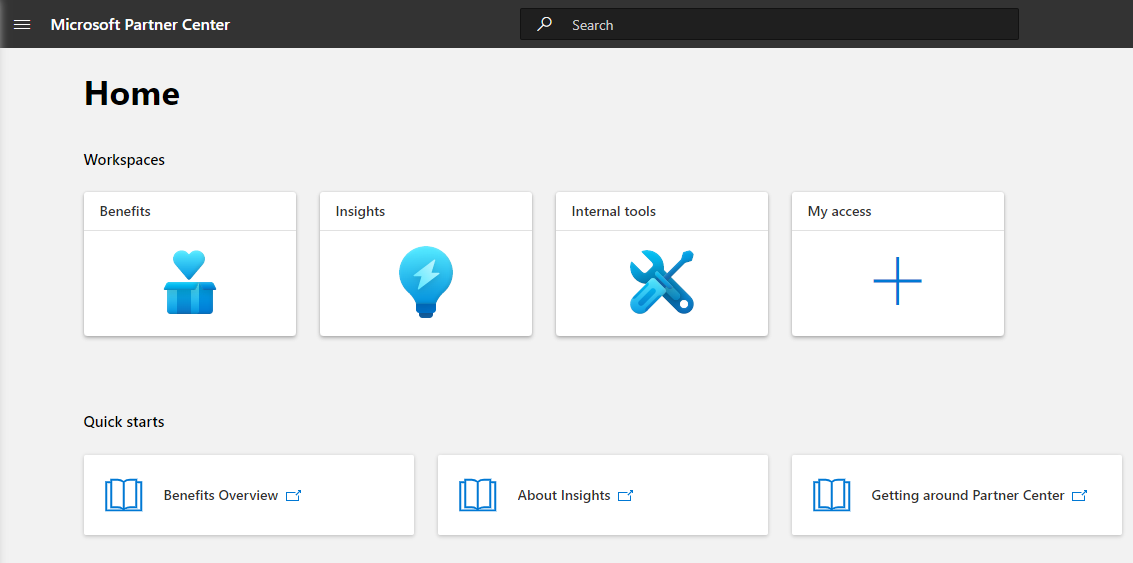 Microsoft Partner Center
Search
Home
Workspaces
Benefits
Insights
Internal tools
My access
Quick starts
Benefits Overview
About Insights
Getting around Partner Center